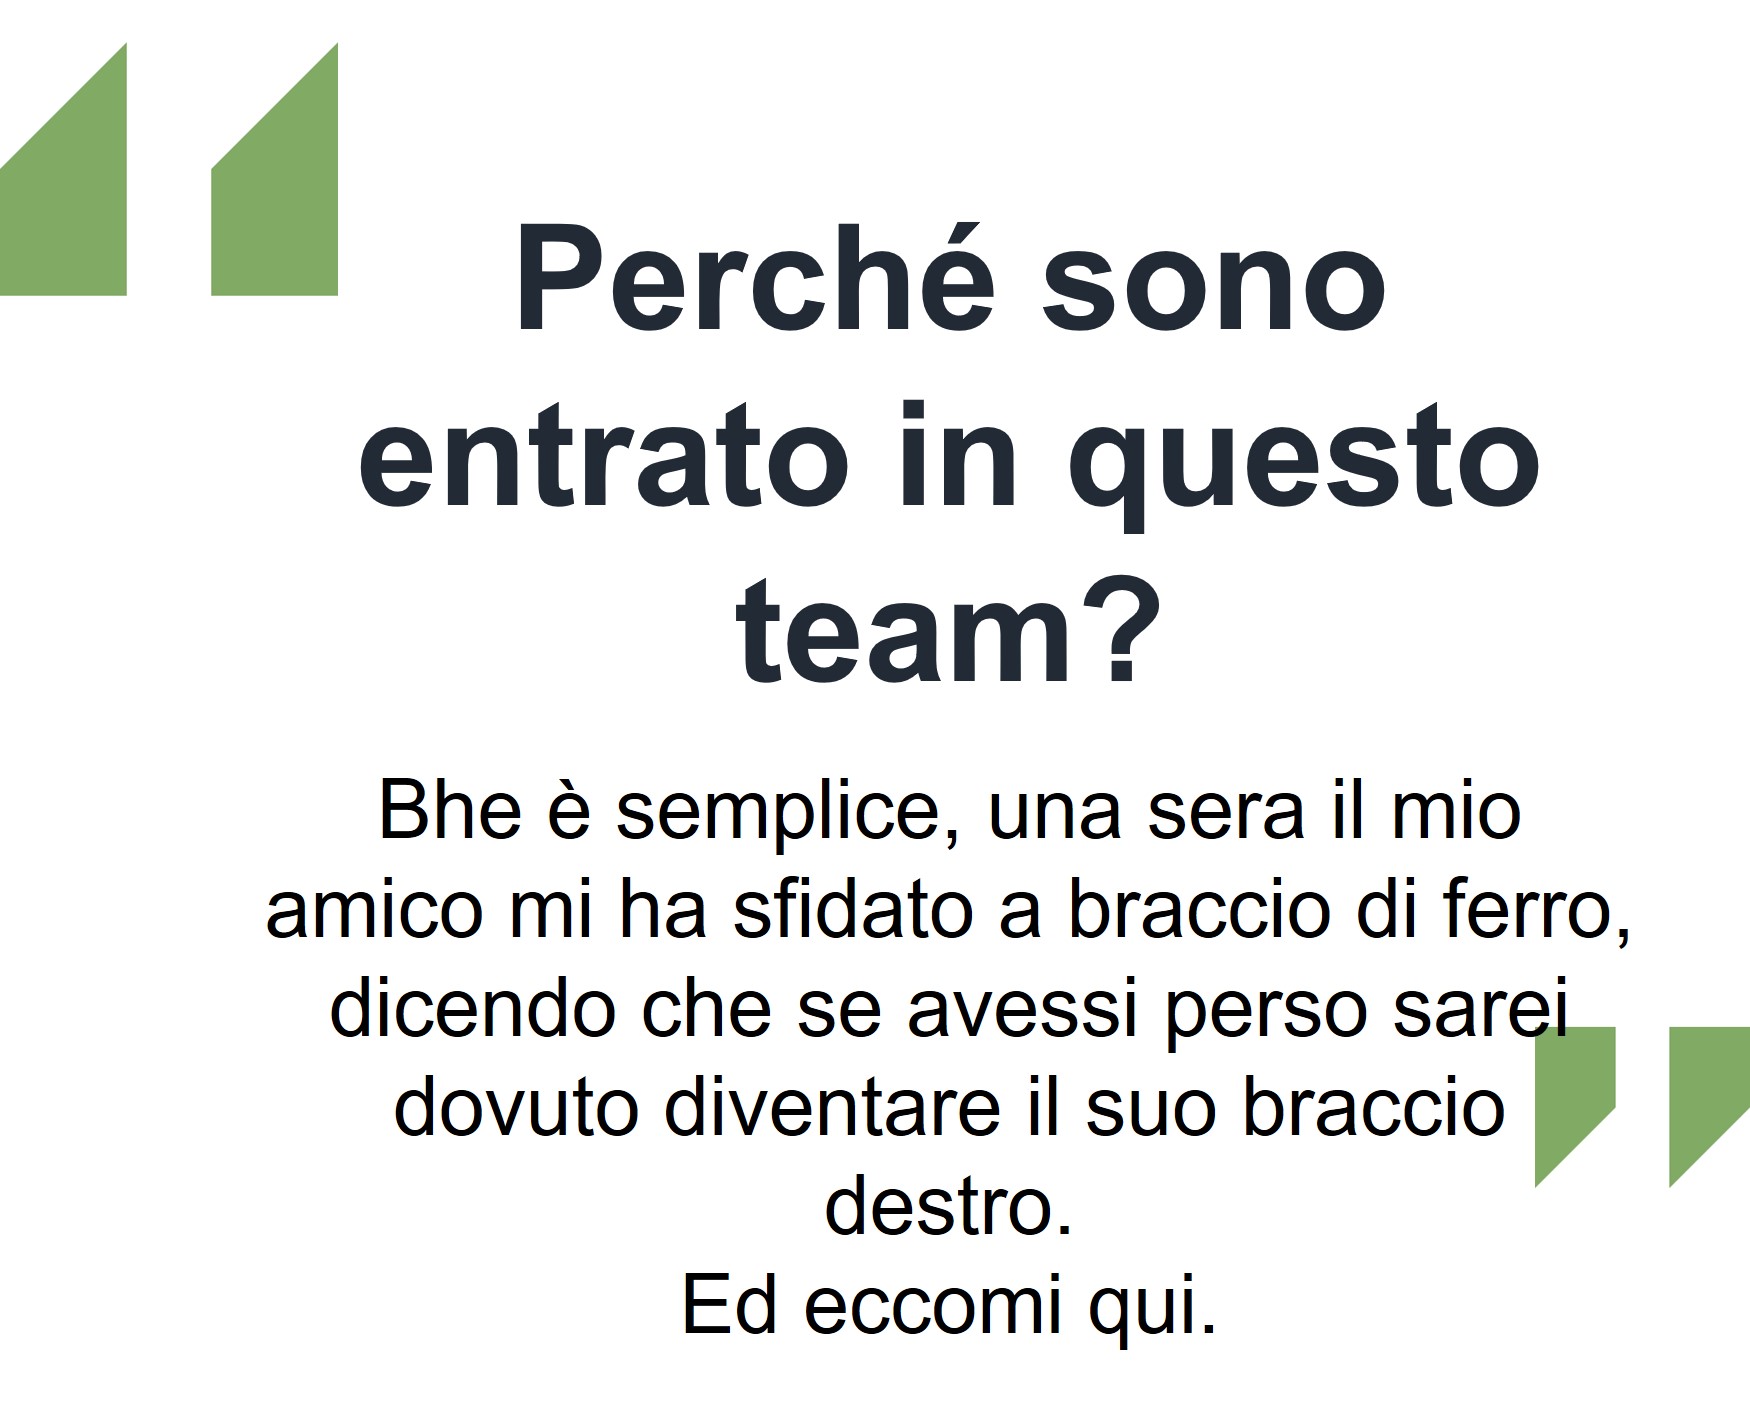 Perché sono
entrato in questo
team?
Bhe è semplice, una sera il mio
amico mi ha sfidato a braccio di ferro,
dicendo che se avessi perso sarei
dovuto diventare il suo braccio
destro.
Ed eccomi qui.